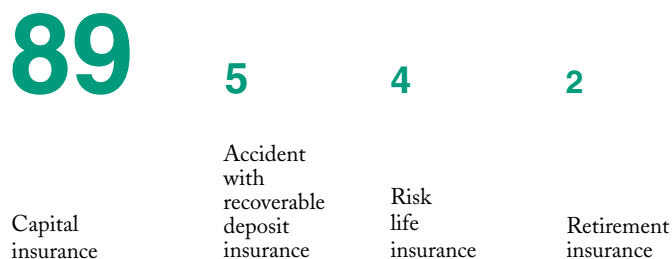 89
5
4
2
Capital
insurance
Accident
with
recoverable
deposit
insurance
Risk
life
insurance
Retirement
insurance